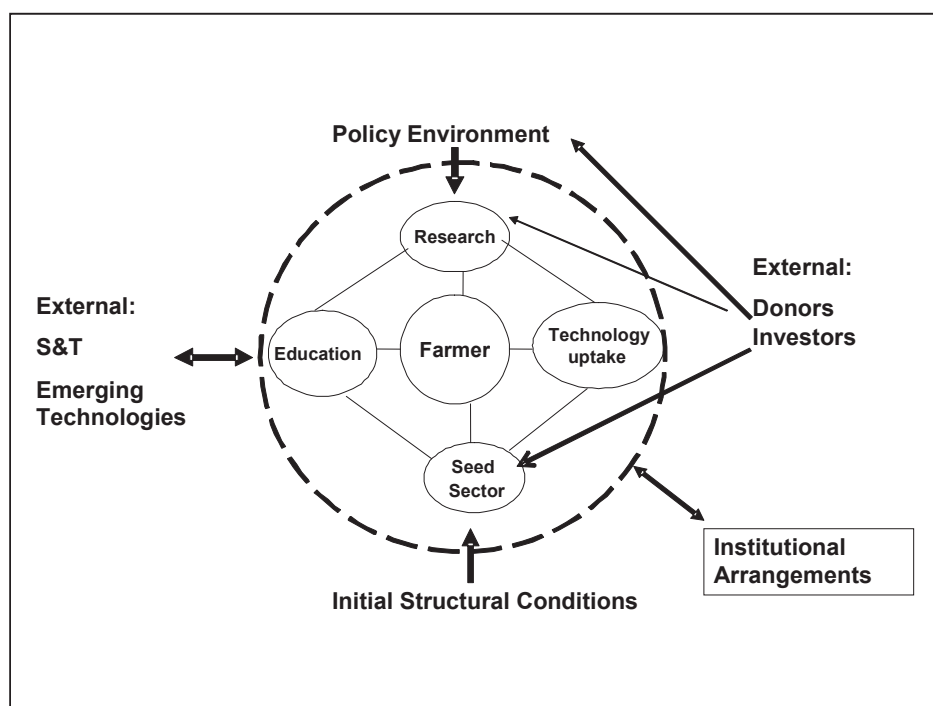 Policy Environment
Research
External:
S&T
Emerging
Technologies
Education
Farmer
Technology
uptake
External:
Donors
Investors
Seed
Sector
Institutional
Arrangements
Initial Structural Conditions